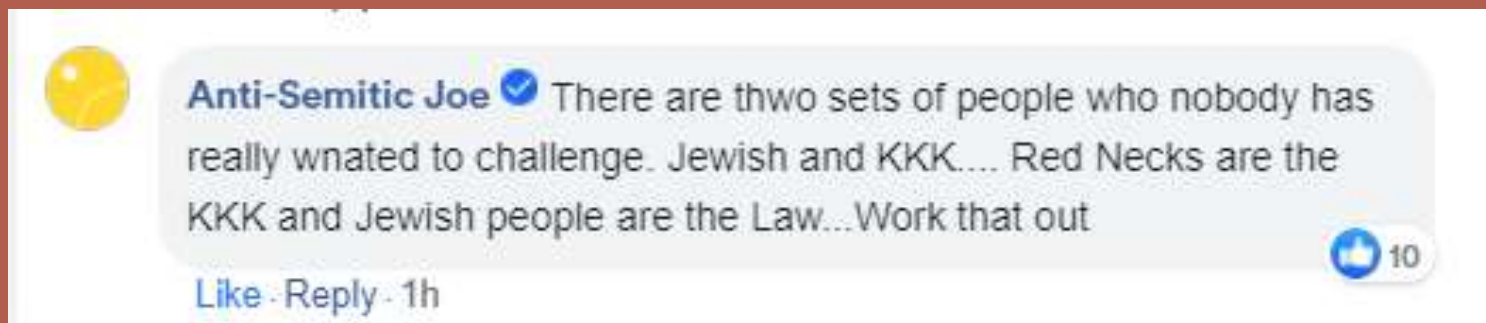 Anti-Semitic Joe There are thwo sets of people who nobody has
really wnated to challenge. Jewish and KKK.... Red Necks are the
KKK and Jewish people are the Law...Work that out
10
Like · Reply · 1h